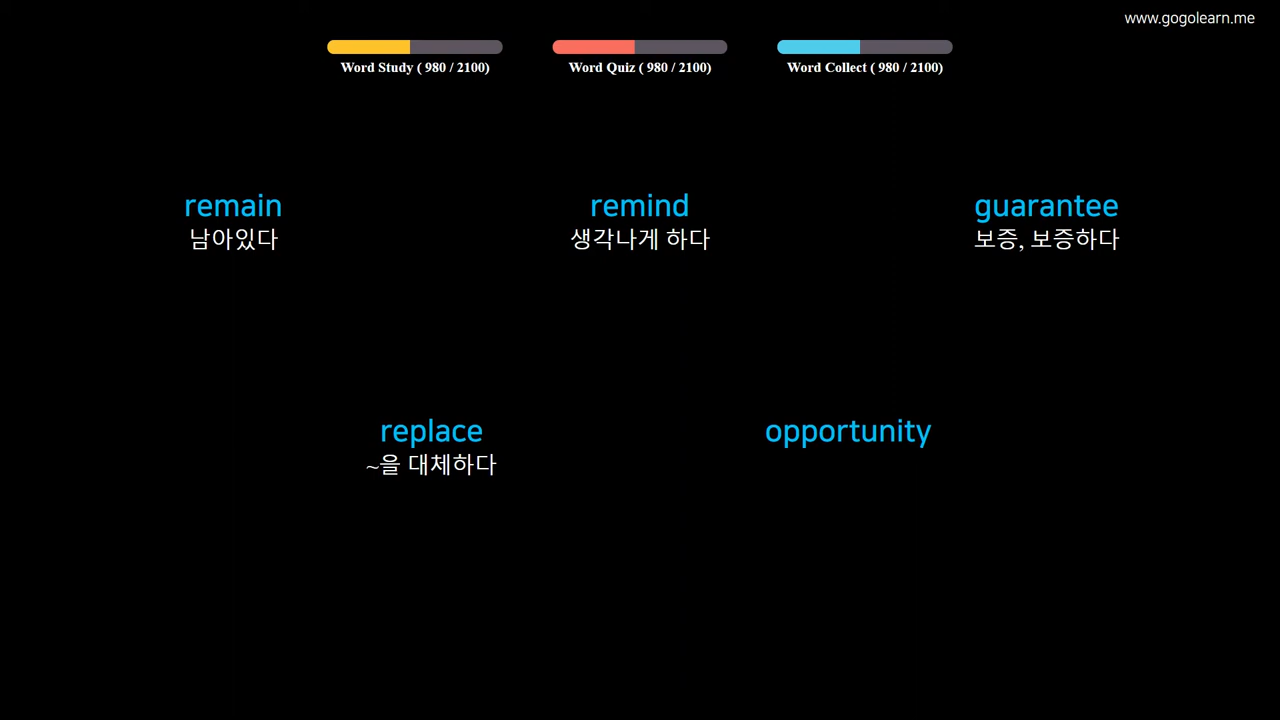 www.gogolearn.me
Word Study ( 980 / 2100)
Word Quiz ( 980 / 2100)
Word Collect ( 980 / 2100)
remain
남아있다
remind
생각나게 하다
guarantee
보증, 보증하다
replace
~을 대체하다
opportunity